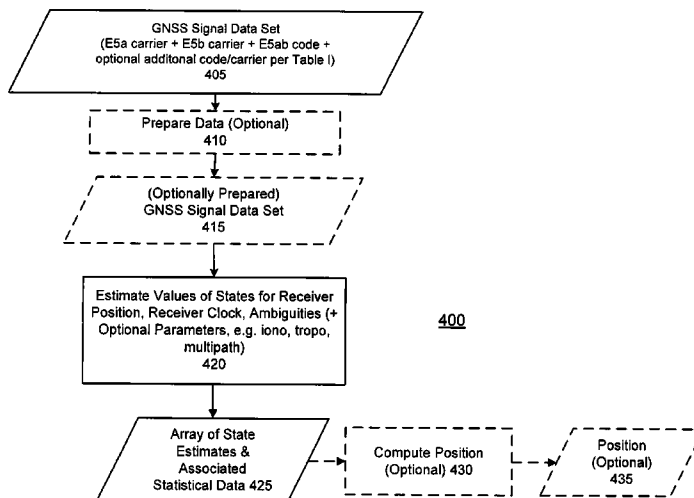 GNSS Signal Data Set
(E5a carrier + E5b carrier + E5ab code +
optional additonal code/carrier per Table I)
405
Prepare Data (Optional)
410
(Optionally Prepared)
GNSS Signal Data Set
415
Estimate Values of States for Receiver
Position, Receiver Clock, Ambiguities (+
Optional Parameters, e.g. iono, tropo,
multipath)
420
400
Array of State
Estimates &
Associated
Statistical Data 425
Compute Position
(Optional) 430
Position
(Optional)
435